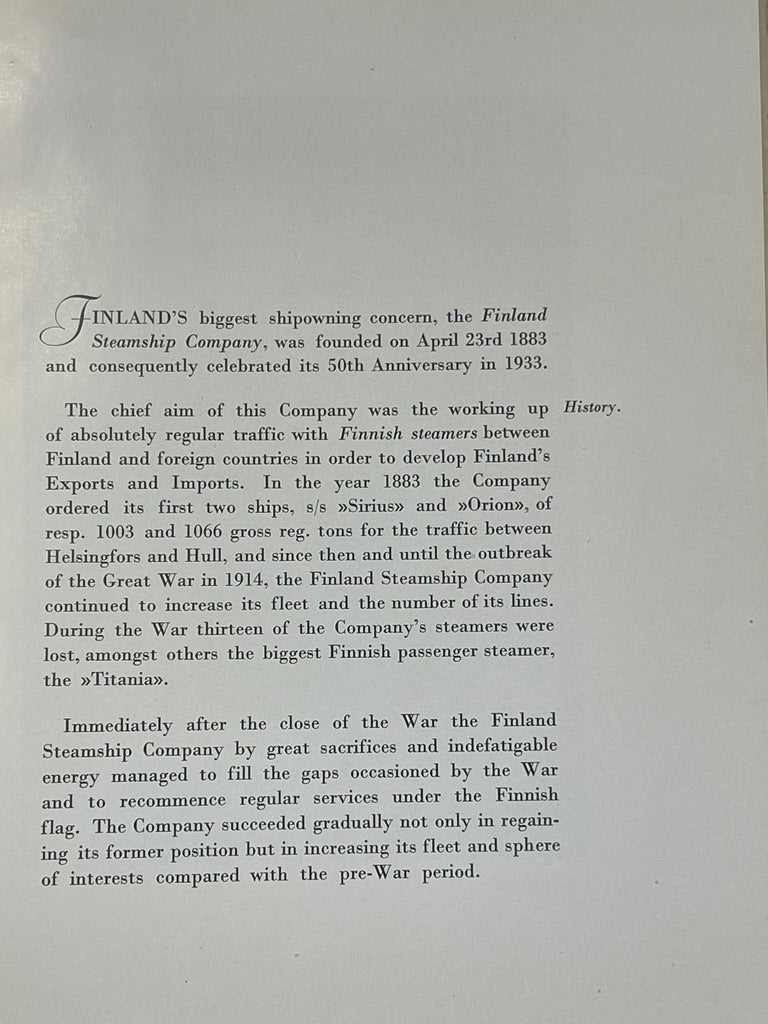 FINLAND'S biggest shipowning concern, the Finland
Steamship Company, was founded on April 23rd 1883
and consequently celebrated its 50th Anniversary in 1933.
The chief aim of this Company was the working up
History.
of absolutely regular traffic with Finnish steamers between
Finland and foreign countries in order to develop Finland's
Exports and Imports. In the year 1883 the Company
ordered its first two ships, s/s »Sirius» and »Orion», of
resp. 1003 and 1066 gross reg. tons for the traffic between
Helsingfors and Hull, and since then and until the outbreak
of the Great War in 1914, the Finland Steamship Company
continued to increase its fleet and the number of its lines.
During the War thirteen of the Company's steamers were
lost, amongst others the biggest Finnish passenger steamer,
the »Titania».
Immediately after the close of the War the Finland
Steamship Company by great sacrifices and indefatigable
energy managed to fill the gaps occasioned by the War
and to recommence regular services under the Finnish
flag. The Company succeeded gradually not only in regain-
ing its former position but in increasing its fleet and sphere
of interests compared with the pre-War period.